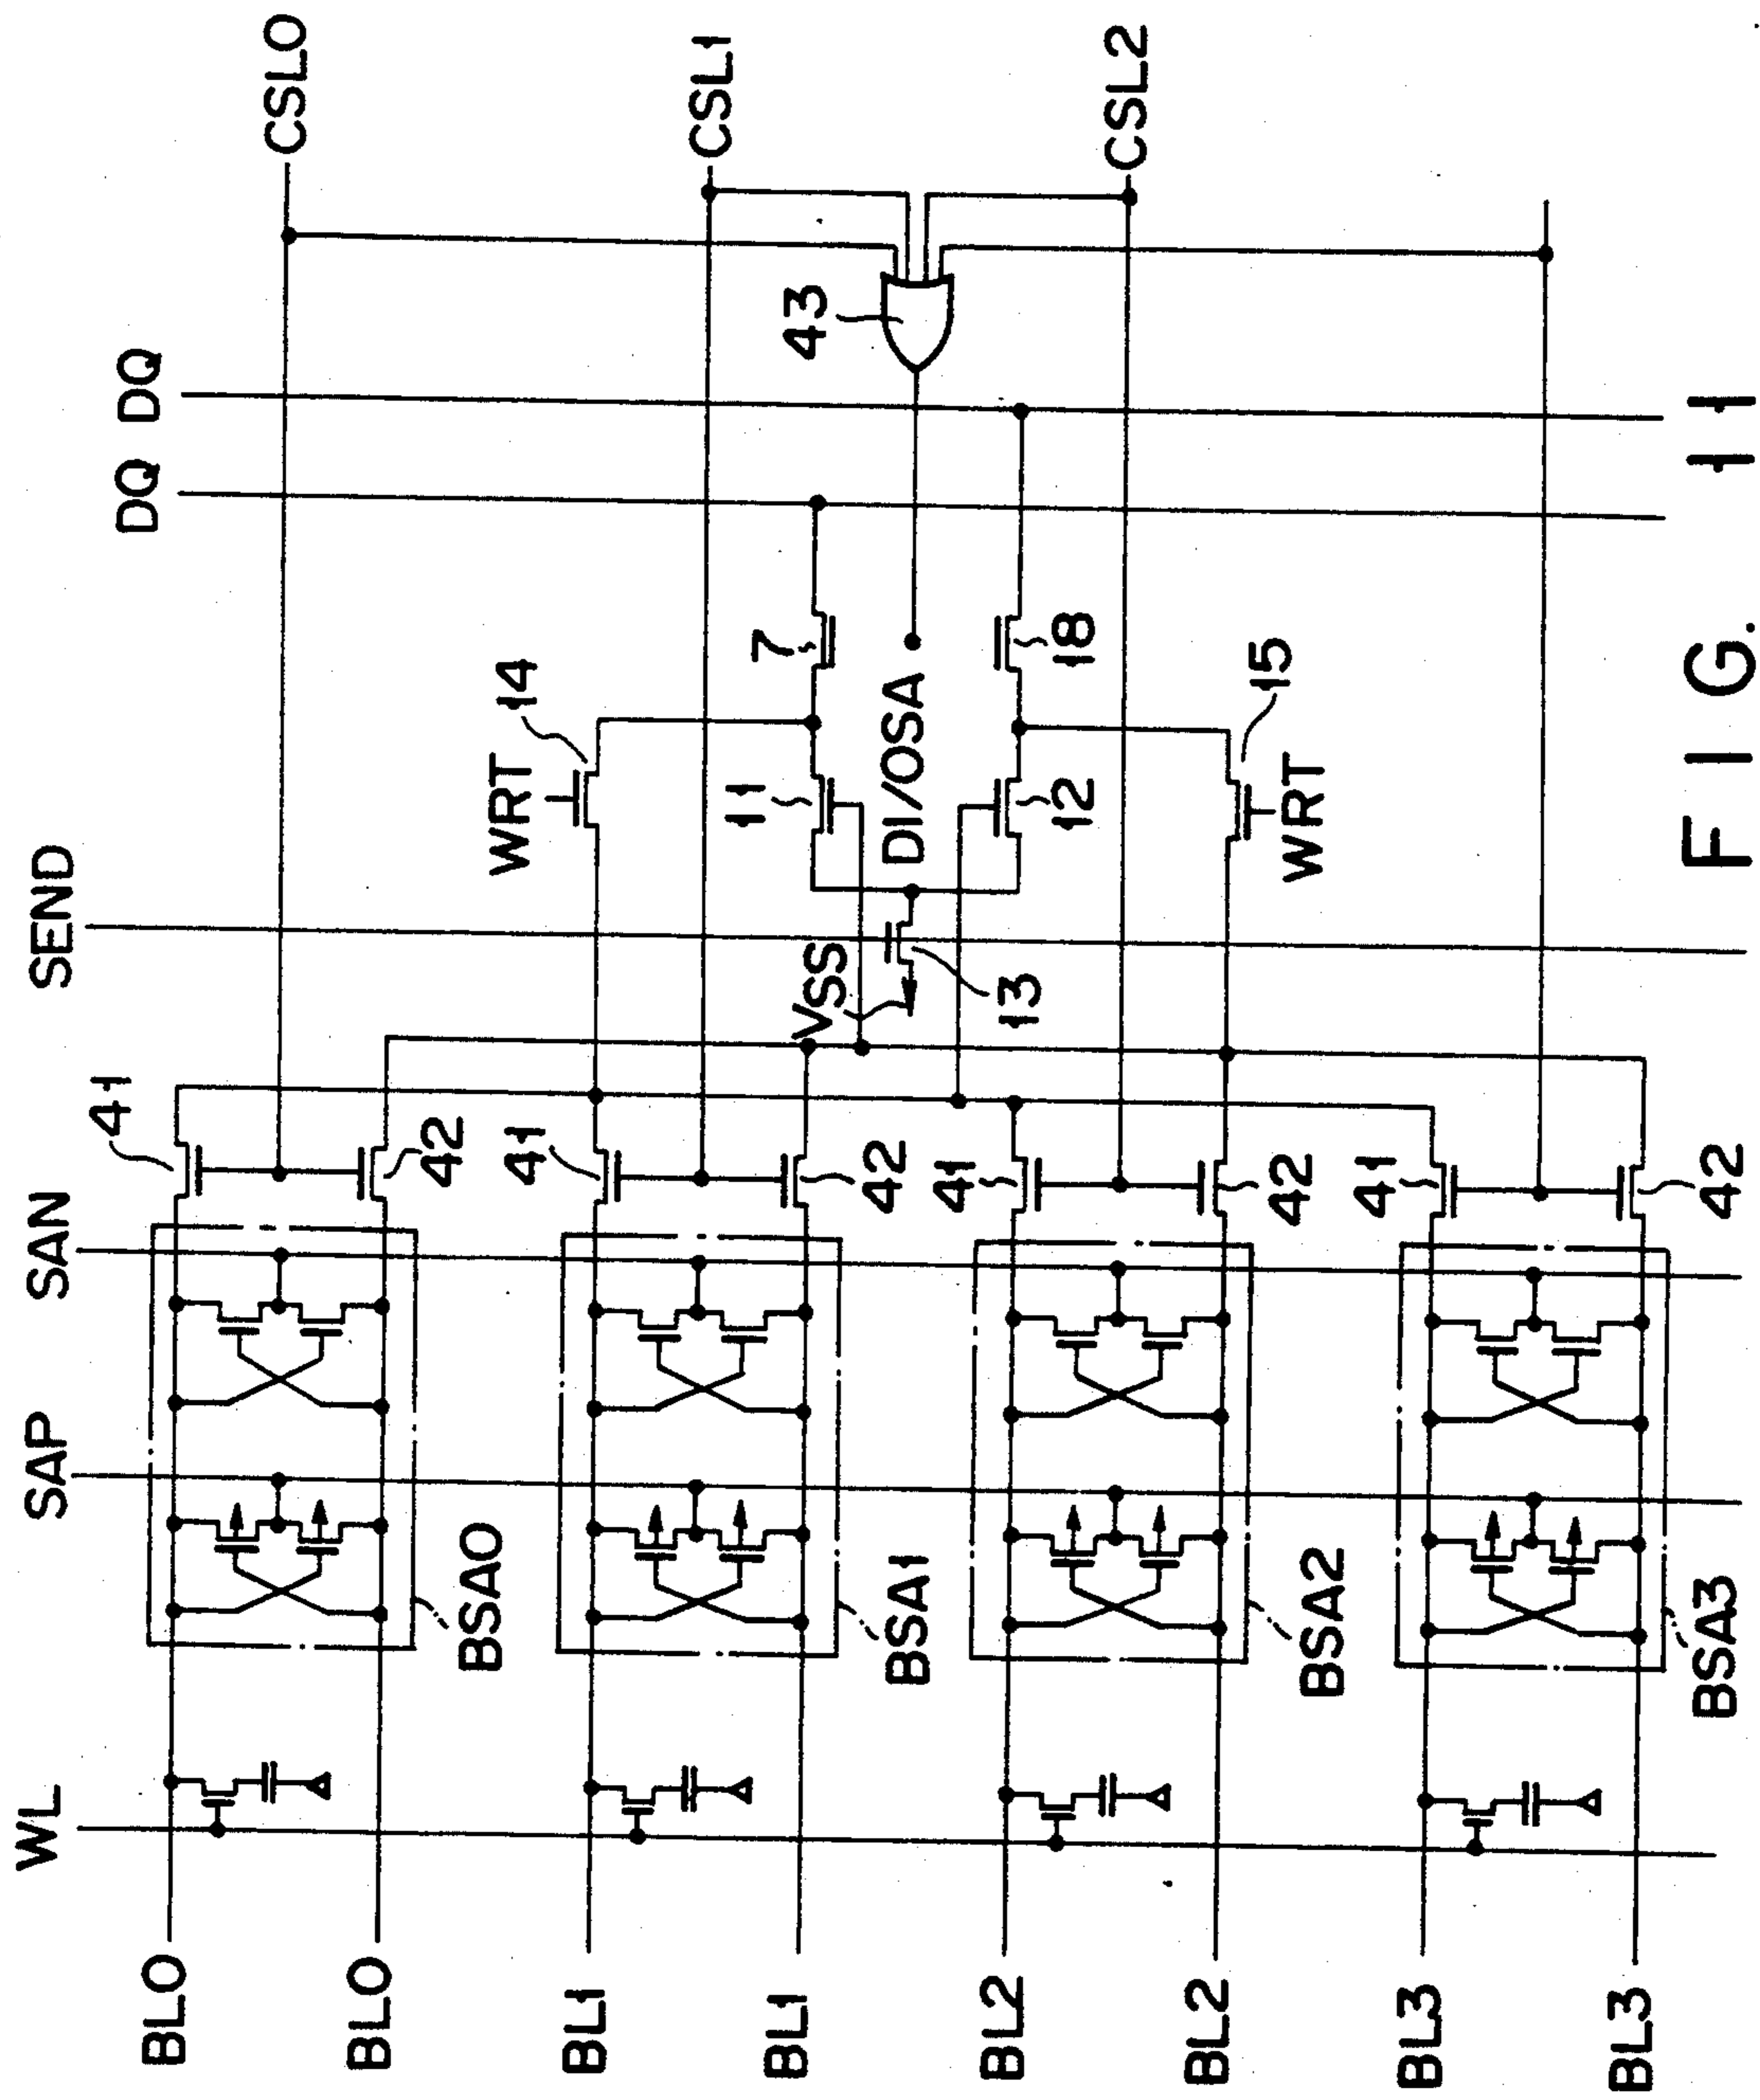 CSL0
CSL1
CSL2
43
DQ
DQ
7
18
14
WRT
11
DI/OSA
12
15
WRT
SEND
VSS
13
41
42
41
42
41
42
41
42
SAN
SAP
BSA0
BSA1
BSA2
BSA3
WL
BL0
BL0
BL1
BL1
BL2
BL2
BL3
BL3
FIG. 11